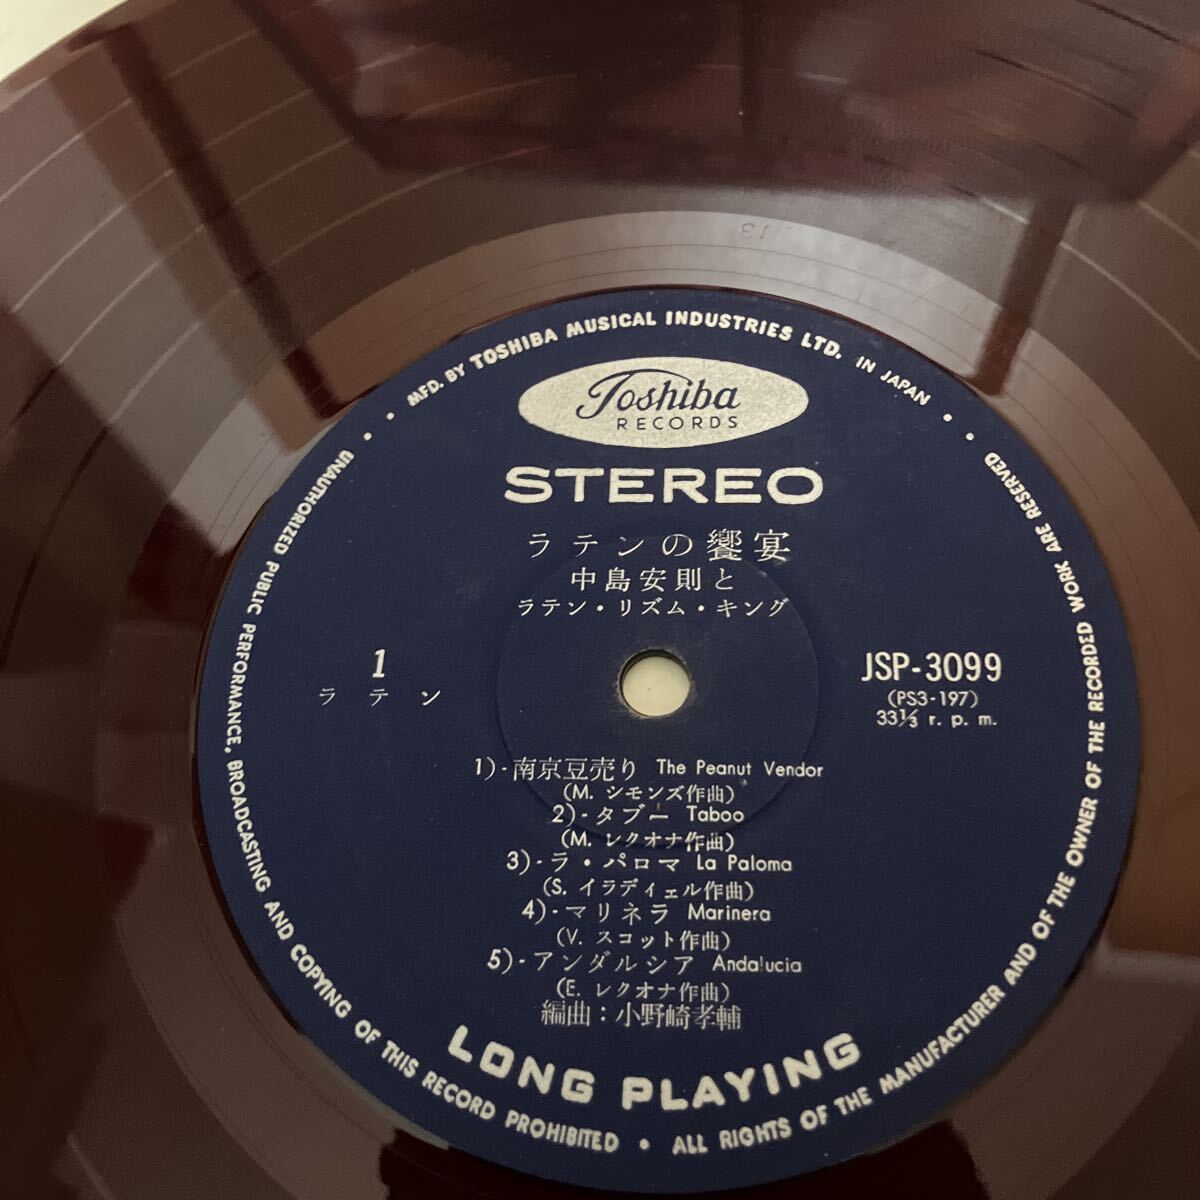 MFD. BY TOSHIBA MUSICAL INDUSTRIES LTD. IN JAPAN
Toshiba
RECORDS
STEREO
ラテンの饗宴
中島安則と
ラテン・リズム・キング
1
ラテン
JSP-3099
(PS3-197)
33⅓ r. p. m.
1)-南京豆売り The Peanut Vendor
(M. シモンズ作曲)
2)-タブー Taboo
(M. レクオナ作曲)
3)-ラ・パロマ La Paloma
(S. イラディエル作曲)
4)-マリネラ Marinera
(V. スコット作曲)
5)-アンダルシア Andalucia
(E. レクオナ作曲)
編曲：小野崎孝輔
LONG PLAYING
UNAUTHORIZED PUBLIC PERFORMANCE, BROADCASTING AND COPYING OF THIS RECORD PROHIBITED • ALL RIGHTS OF THE MANUFACTURER AND OF THE OWNER OF THE RECORDED WORK ARE RESERVED
13